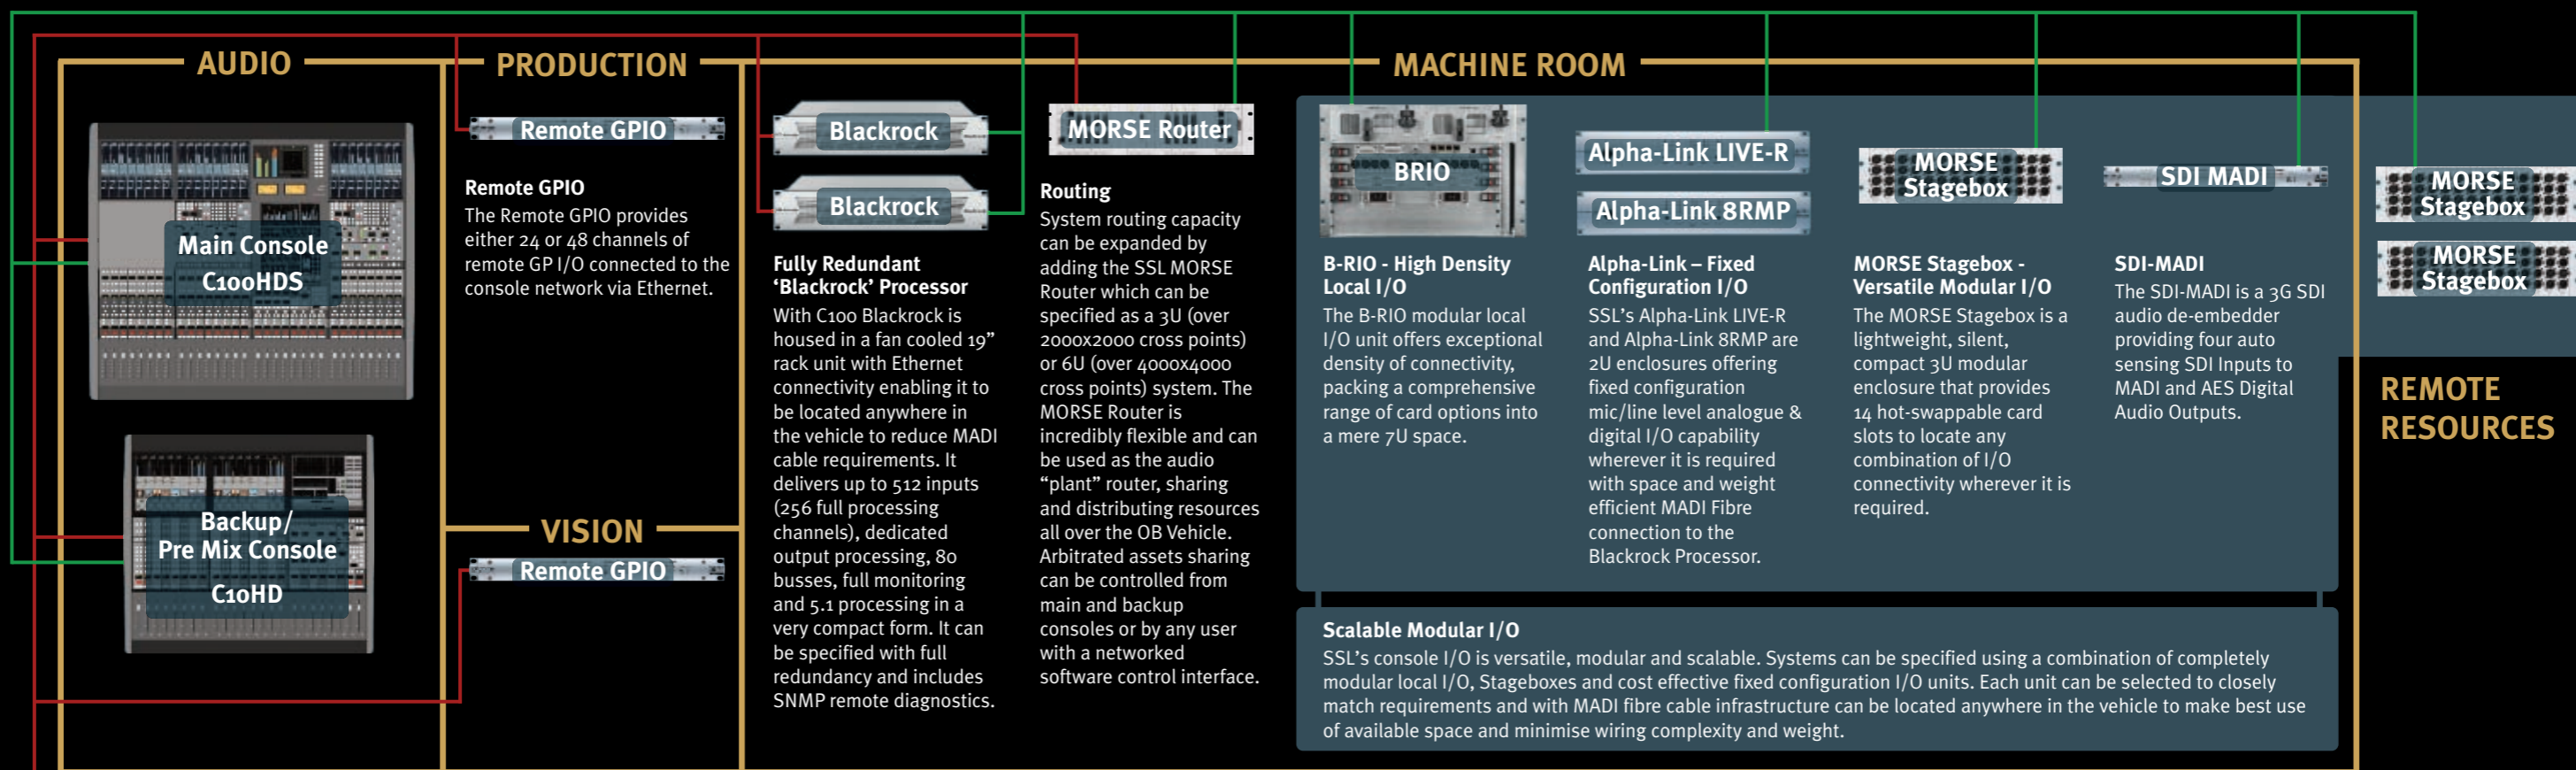 AUDIO
PRODUCTION
MACHINE ROOM
Main Console
C100HDS
Backup/
Pre Mix Console
C10HD
Remote GPIO
Remote GPIO
The Remote GPIO provides
either 24 or 48 channels of
remote GP I/O connected to the
console network via Ethernet.
VISION
Remote GPIO
Blackrock
Blackrock
Fully Redundant
‘Blackrock’ Processor
With C100 Blackrock is
housed in a fan cooled 19”
rack unit with Ethernet
connectivity enabling it to
be located anywhere in
the vehicle to reduce MADI
cable requirements. It
delivers up to 512 inputs
(256 full processing
channels), dedicated
output processing, 80
busses, full monitoring
and 5.1 processing in a
very compact form. It can
be specified with full
redundancy and includes
SNMP remote diagnostics.
MORSE Router
Routing
System routing capacity
can be expanded by
adding the SSL MORSE
Router which can be
specified as a 3U (over
2000x2000 cross points)
or 6U (over 4000x4000
cross points) system. The
MORSE Router is
incredibly flexible and can
be used as the audio
“plant” router, sharing
and distributing resources
all over the OB Vehicle.
Arbitrated assets sharing
can be controlled from
main and backup
consoles or by any user
with a networked
software control interface.
BRIO
B-RIO - High Density
Local I/O
The B-RIO modular local
I/O unit offers exceptional
density of connectivity,
packing a comprehensive
range of card options into
a mere 7U space.
Alpha-Link LIVE-R
Alpha-Link 8RMP
Alpha-Link – Fixed
Configuration I/O
SSL’s Alpha-Link LIVE-R
and Alpha-Link 8RMP are
2U enclosures offering
fixed configuration
mic/line level analogue &
digital I/O capability
wherever it is required
with space and weight
efficient MADI Fibre
connection to the
Blackrock Processor.
MORSE
Stagebox
MORSE Stagebox -
Versatile Modular I/O
The MORSE Stagebox is a
lightweight, silent,
compact 3U modular
enclosure that provides
14 hot-swappable card
slots to locate any
combination of I/O
connectivity wherever it is
required.
SDI MADI
SDI-MADI
The SDI-MADI is a 3G SDI
audio de-embedder
providing four auto
sensing SDI Inputs to
MADI and AES Digital
Audio Outputs.
MORSE
Stagebox
MORSE
Stagebox
REMOTE
RESOURCES
Scalable Modular I/O
SSL’s console I/O is versatile, modular and scalable. Systems can be specified using a combination of completely
modular local I/O, Stageboxes and cost effective fixed configuration I/O units. Each unit can be selected to closely
match requirements and with MADI fibre cable infrastructure can be located anywhere in the vehicle to make best use
of available space and minimise wiring complexity and weight.